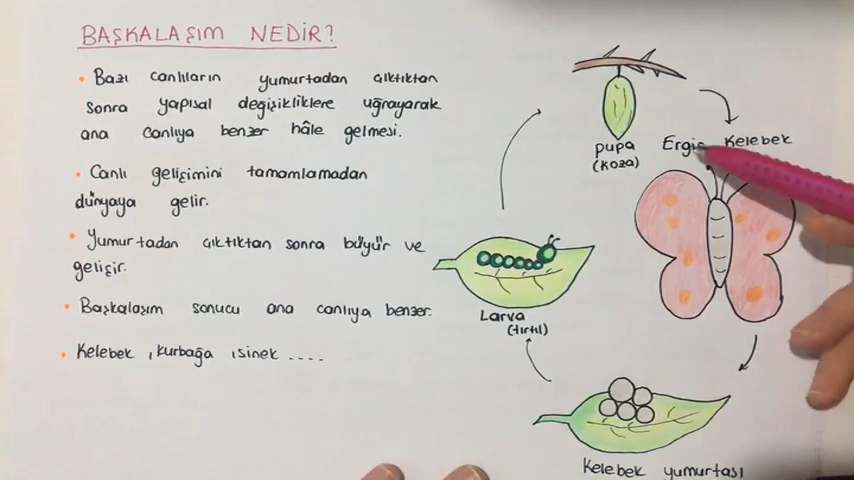 BAŞKALAŞIM NEDİR?
• Bazı canlıların yumurtadan çıktıktan
sonra yapısal değişikliklere uğrayarak
ana canlıya benzer hâle gelmesi.
• Canlı gelişimini tamamlamadan
dünyaya gelir.
• Yumurtadan çıktıktan sonra büyür ve
gelişir.
• Başkalaşım sonucu ana canlıya benzer.
• Kelebek , kurbağa , sinek ....
pupa
(koza)
Kelebek
Larva
(tırtıl)
Kelebek yumurtası